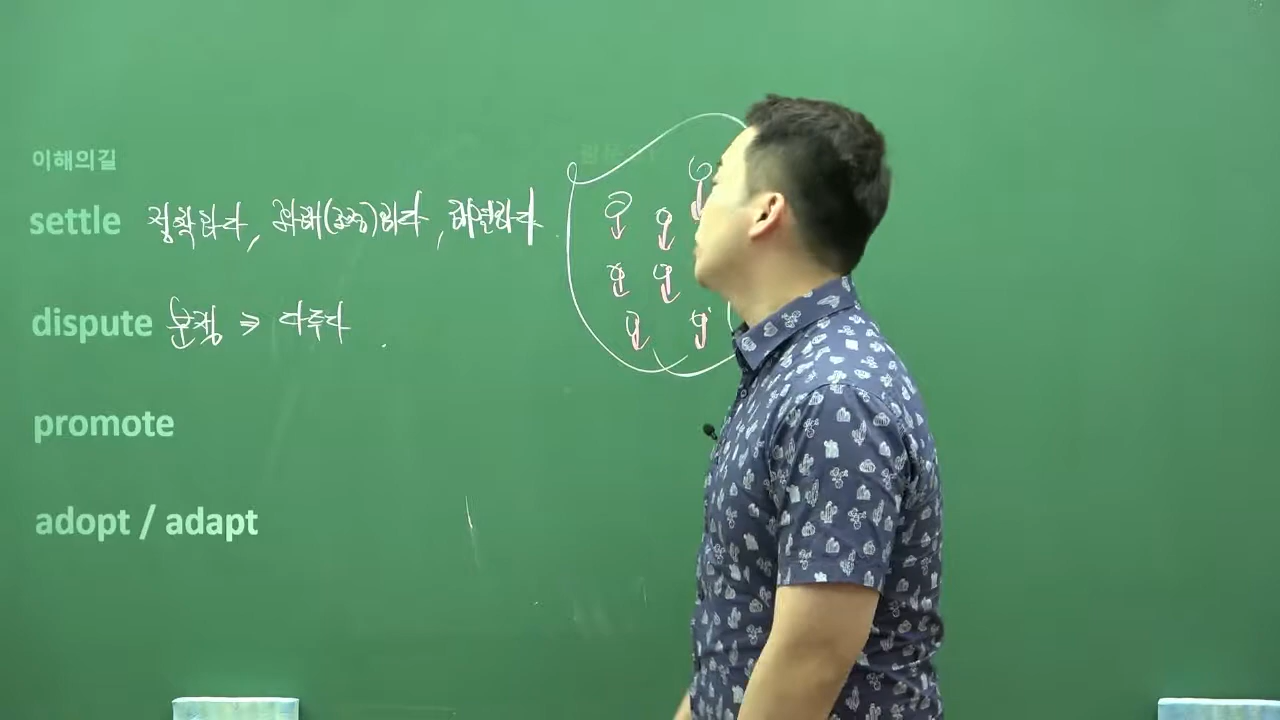 이해의길
settle 정착하다, 화해(조정)하다, 해결하다
dispute 논쟁 ⇒ 다투다
promote
adopt / adapt